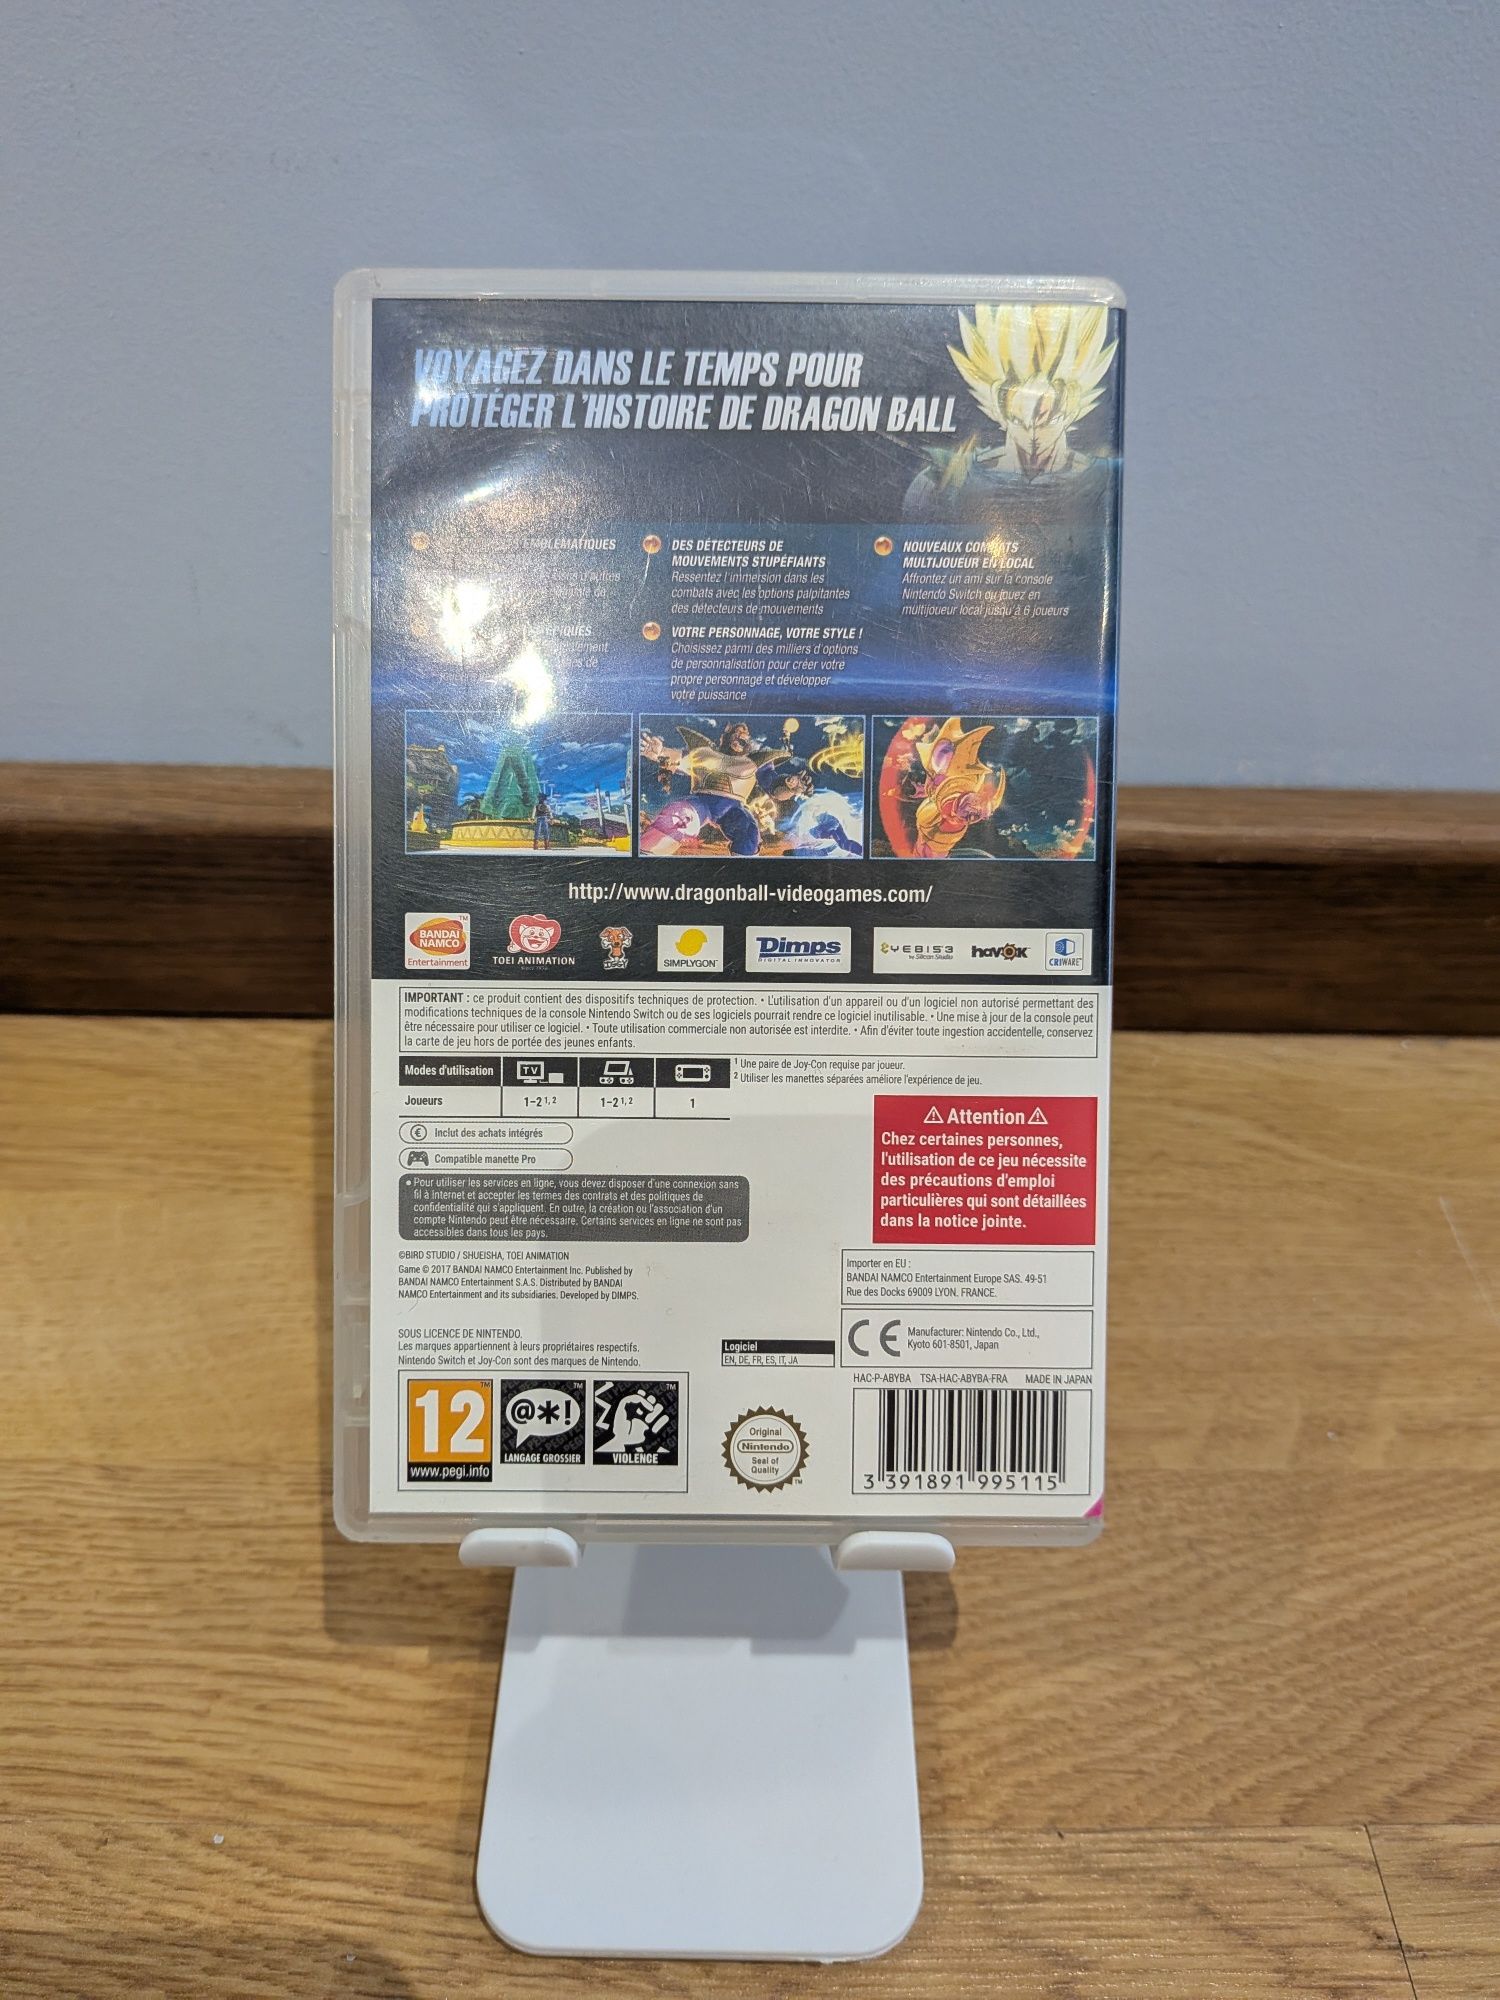 VOYAGEZ DANS LE TEMPS POUR
PROTÉGER L'HISTOIRE DE DRAGON BALL
EMBLÉMATIQUES
d'autres
DES DÉTECTEURS DE
MOUVEMENTS STUPÉFIANTS
Ressentez l'immersion dans les
combats avec les options palpitantes
des détecteurs de mouvements
VOTRE PERSONNAGE, VOTRE STYLE !
Choisissez parmi des milliers d'options
de personnalisation pour créer votre
propre personnage et développer
votre puissance
NOUVEAUX COMBATS
MULTIJOUEUR EN LOCAL
Affrontez un ami sur la console
Nintendo Switch ou jouez en
multijoueur local jusqu'à 6 joueurs
http://www.dragonball-videogames.com/
BANDAI
NAMCO
Entertainment
TOEI ANIMATION
SIMPLYGON
Dimps
DIGITAL INNOVATOR
YEBIS3
by Silicon Studio
havok
CRIWARE
IMPORTANT : ce produit contient des dispositifs techniques de protection. • L'utilisation d'un appareil ou d'un logiciel non autorisé permettant des
modifications techniques de la console Nintendo Switch ou de ses logiciels pourrait rendre ce logiciel inutilisable. • Une mise à jour de la console peut
être nécessaire pour utiliser ce logiciel. • Toute utilisation commerciale non autorisée est interdite. • Afin d'éviter toute ingestion accidentelle, conservez
la carte de jeu hors de portée des jeunes enfants.
Modes d'utilisation TV
Joueurs 1-2 1, 2 1-2 1, 2 1
1 Une paire de Joy-Con requise par joueur.
2 Utiliser les manettes séparées améliore l'expérience de jeu.
€ Inclut des achats intégrés
Compatible manette Pro
• Pour utiliser les services en ligne, vous devez disposer d'une connexion sans
fil à internet et accepter les termes des contrats et des politiques de
confidentialité qui s'appliquent. En outre, la création ou l'association d'un
compte Nintendo peut être nécessaire. Certains services en ligne ne sont pas
accessibles dans tous les pays.
Attention
Chez certaines personnes,
l'utilisation de ce jeu nécessite
des précautions d'emploi
particulières qui sont détaillées
dans la notice jointe.
©BIRD STUDIO / SHUEISHA, TOEI ANIMATION
Game © 2017 BANDAI NAMCO Entertainment Inc. Published by
BANDAI NAMCO Entertainment S.A.S. Distributed by BANDAI
NAMCO Entertainment and its subsidiaries. Developed by DIMPS.
Importer en EU :
BANDAI NAMCO Entertainment Europe SAS. 49-51
Rue des Docks 69009 LYON. FRANCE.
SOUS LICENCE DE NINTENDO.
Les marques appartiennent à leurs propriétaires respectifs.
Nintendo Switch et Joy-Con sont des marques de Nintendo.
Logiciel
EN, DE, FR, ES, IT, JA
CE
Manufacturer: Nintendo Co., Ltd.,
Kyoto 601-8501, Japan
HAC-P-ABYBA TSA-HAC-ABYBA-FRA MADE IN JAPAN
12
www.pegi.info
@*!
LANGAGE GROSSIER
VIOLENCE
Original
Nintendo
Seal of
Quality
3 391891 995115